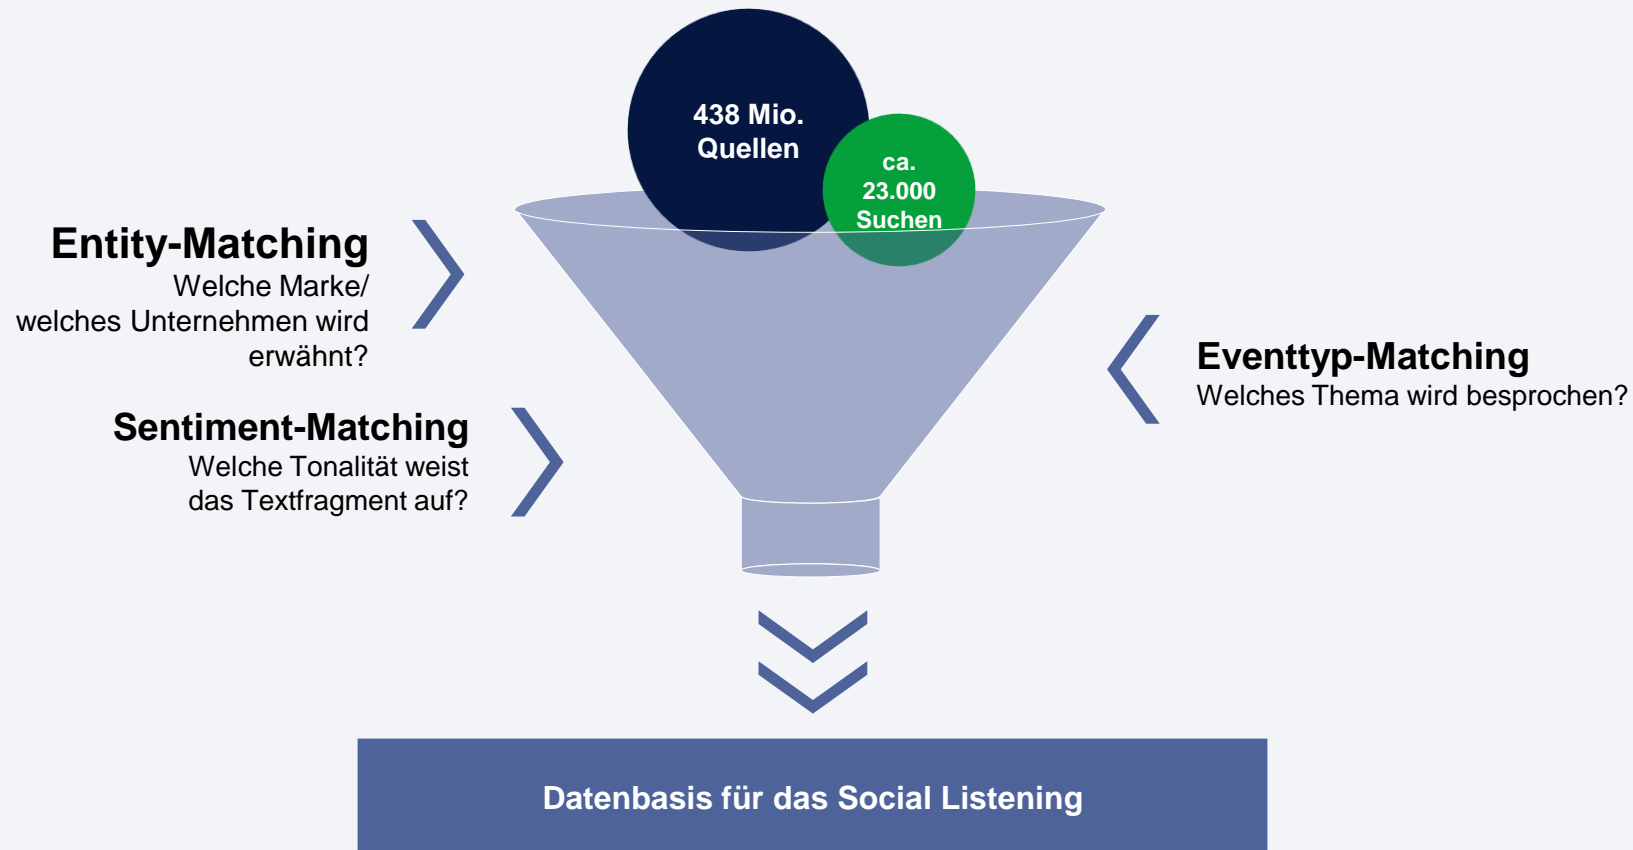 438 Mio.
Quellen
ca.
23.000
Suchen
Entity-Matching
Welche Marke/
welches Unternehmen wird
erwähnt?
Eventtyp-Matching
Welches Thema wird besprochen?
Sentiment-Matching
Welche Tonalität weist
das Textfragment auf?
Datenbasis für das Social Listening